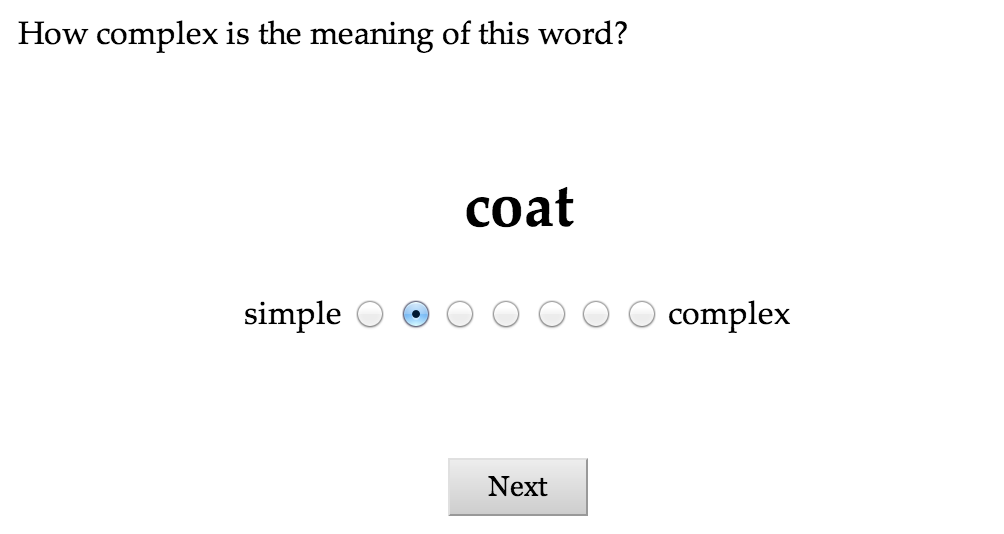 How complex is the meaning of this word?
coat
simple complex
Next